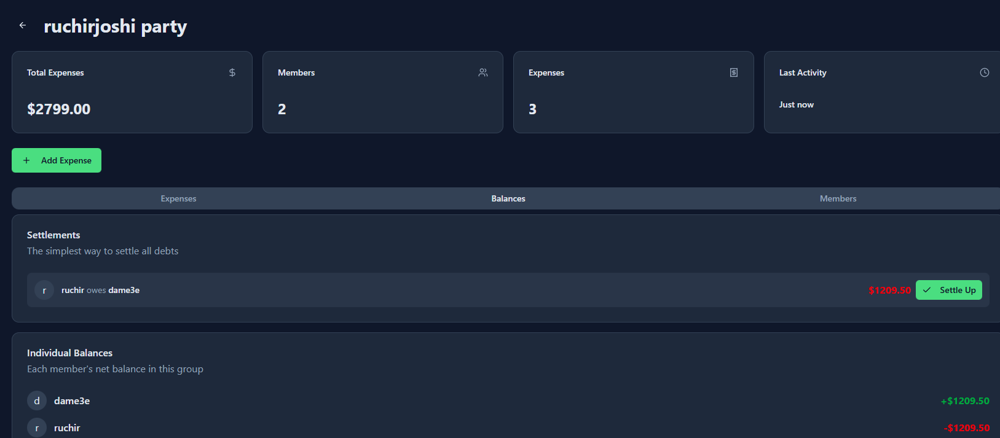 ruchirjoshi party
Total Expenses
$2799.00
Members
2
Expenses
3
Last Activity
Just now
Add Expense
Expenses
Balances
Members
Settlements
The simplest way to settle all debts
r
ruchir owes dame3e
$1209.50
Settle Up
Individual Balances
Each member's net balance in this group
d
dame3e
+$1209.50
r
ruchir
-$1209.50